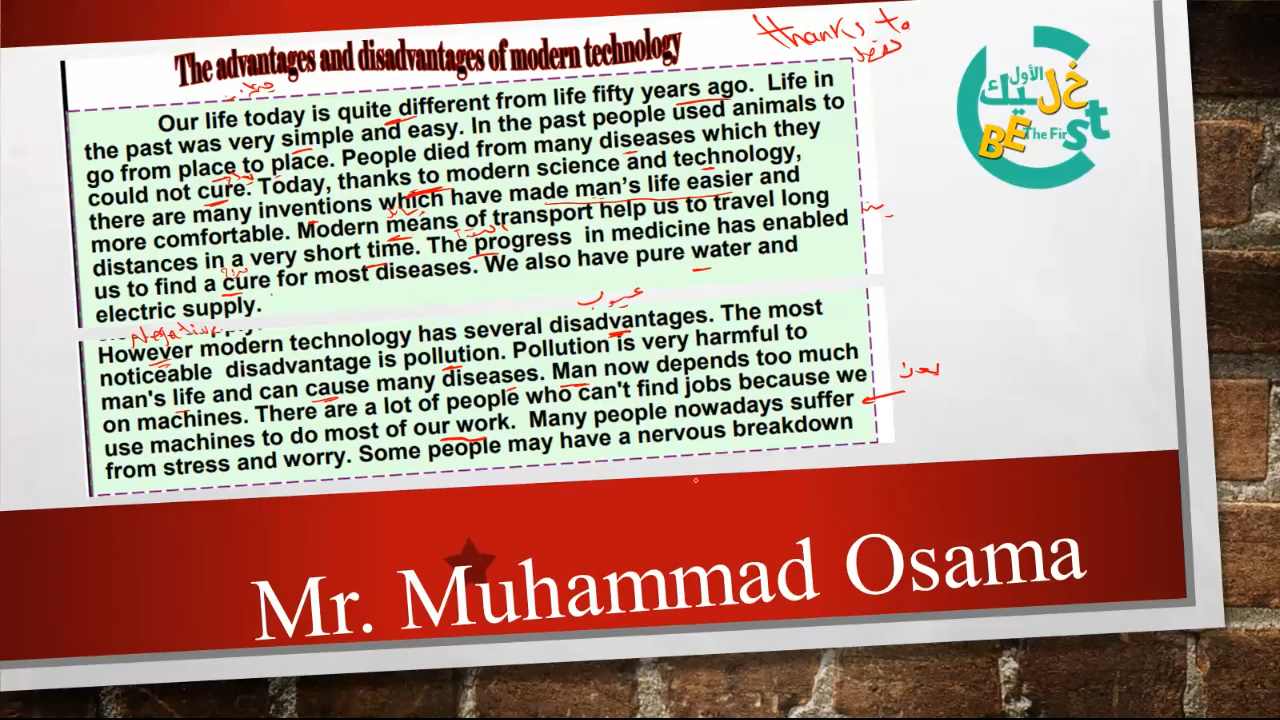 The advantages and disadvantages of modern technology
thanks to
Our life today is quite different from life fifty years ago. Life in
the past was very simple and easy. In the past people used animals to
go from place to place. People died from many diseases which they
could not cure. Today, thanks to modern science and technology,
there are many inventions which have made man's life easier and
more comfortable. Modern means of transport help us to travel long
distances in a very short time. The progress in medicine has enabled
us to find a cure for most diseases. We also have pure water and
electric supply.
عيوب
Negative
However modern technology has several disadvantages. The most
noticeable disadvantage is pollution. Pollution is very harmful to
man's life and can cause many diseases. Man now depends too much
on machines. There are a lot of people who can't find jobs because we
use machines to do most of our work. Many people nowadays suffer
from stress and worry. Some people may have a nervous breakdown
خليك الأول
BE The First
Mr. Muhammad Osama